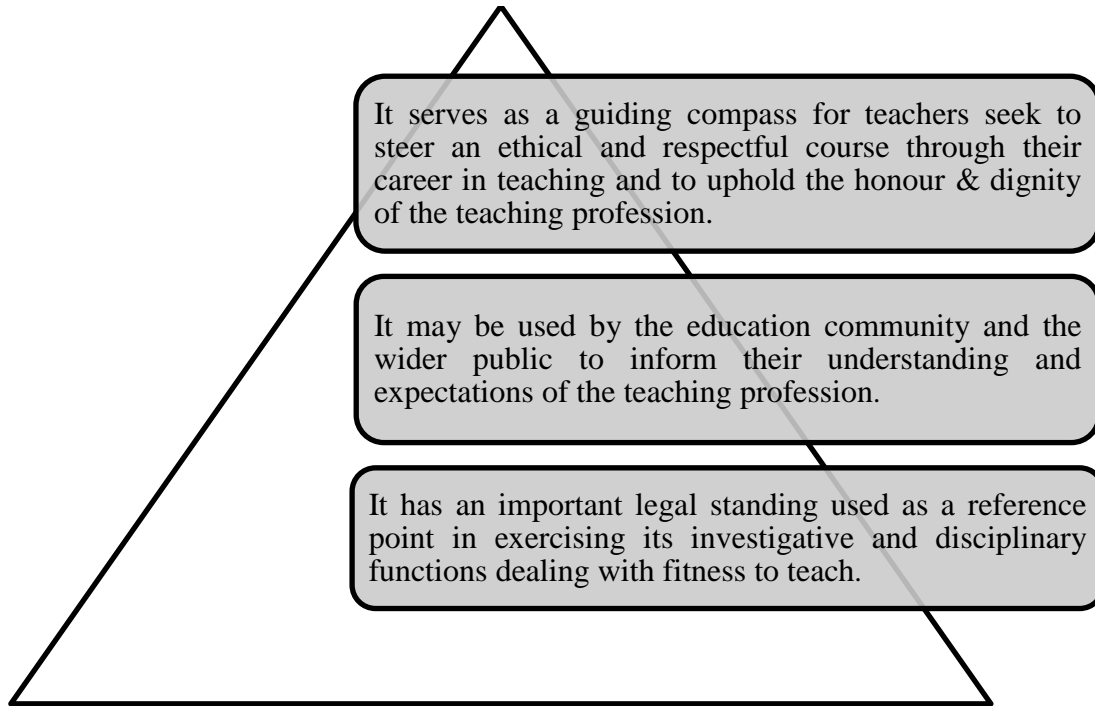 It serves as a guiding compass for teachers seek to
steer an ethical and respectful course through their
career in teaching and to uphold the honour & dignity
of the teaching profession.
It may be used by the education community and the
wider public to inform their understanding and
expectations of the teaching profession.
It has an important legal standing used as a reference
point in exercising its investigative and disciplinary
functions dealing with fitness to teach.